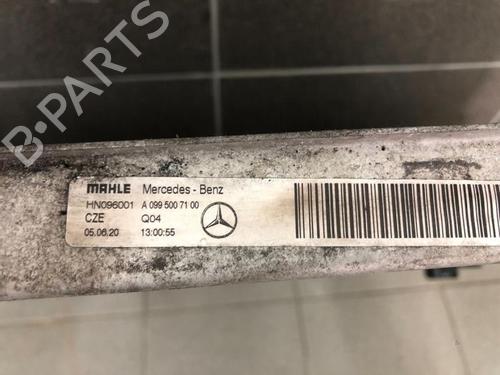 B-PARTS
MAHLE Mercedes-Benz
HN096001 A 099 500 71 00
CZE Q04
05.06.20 13:00:55